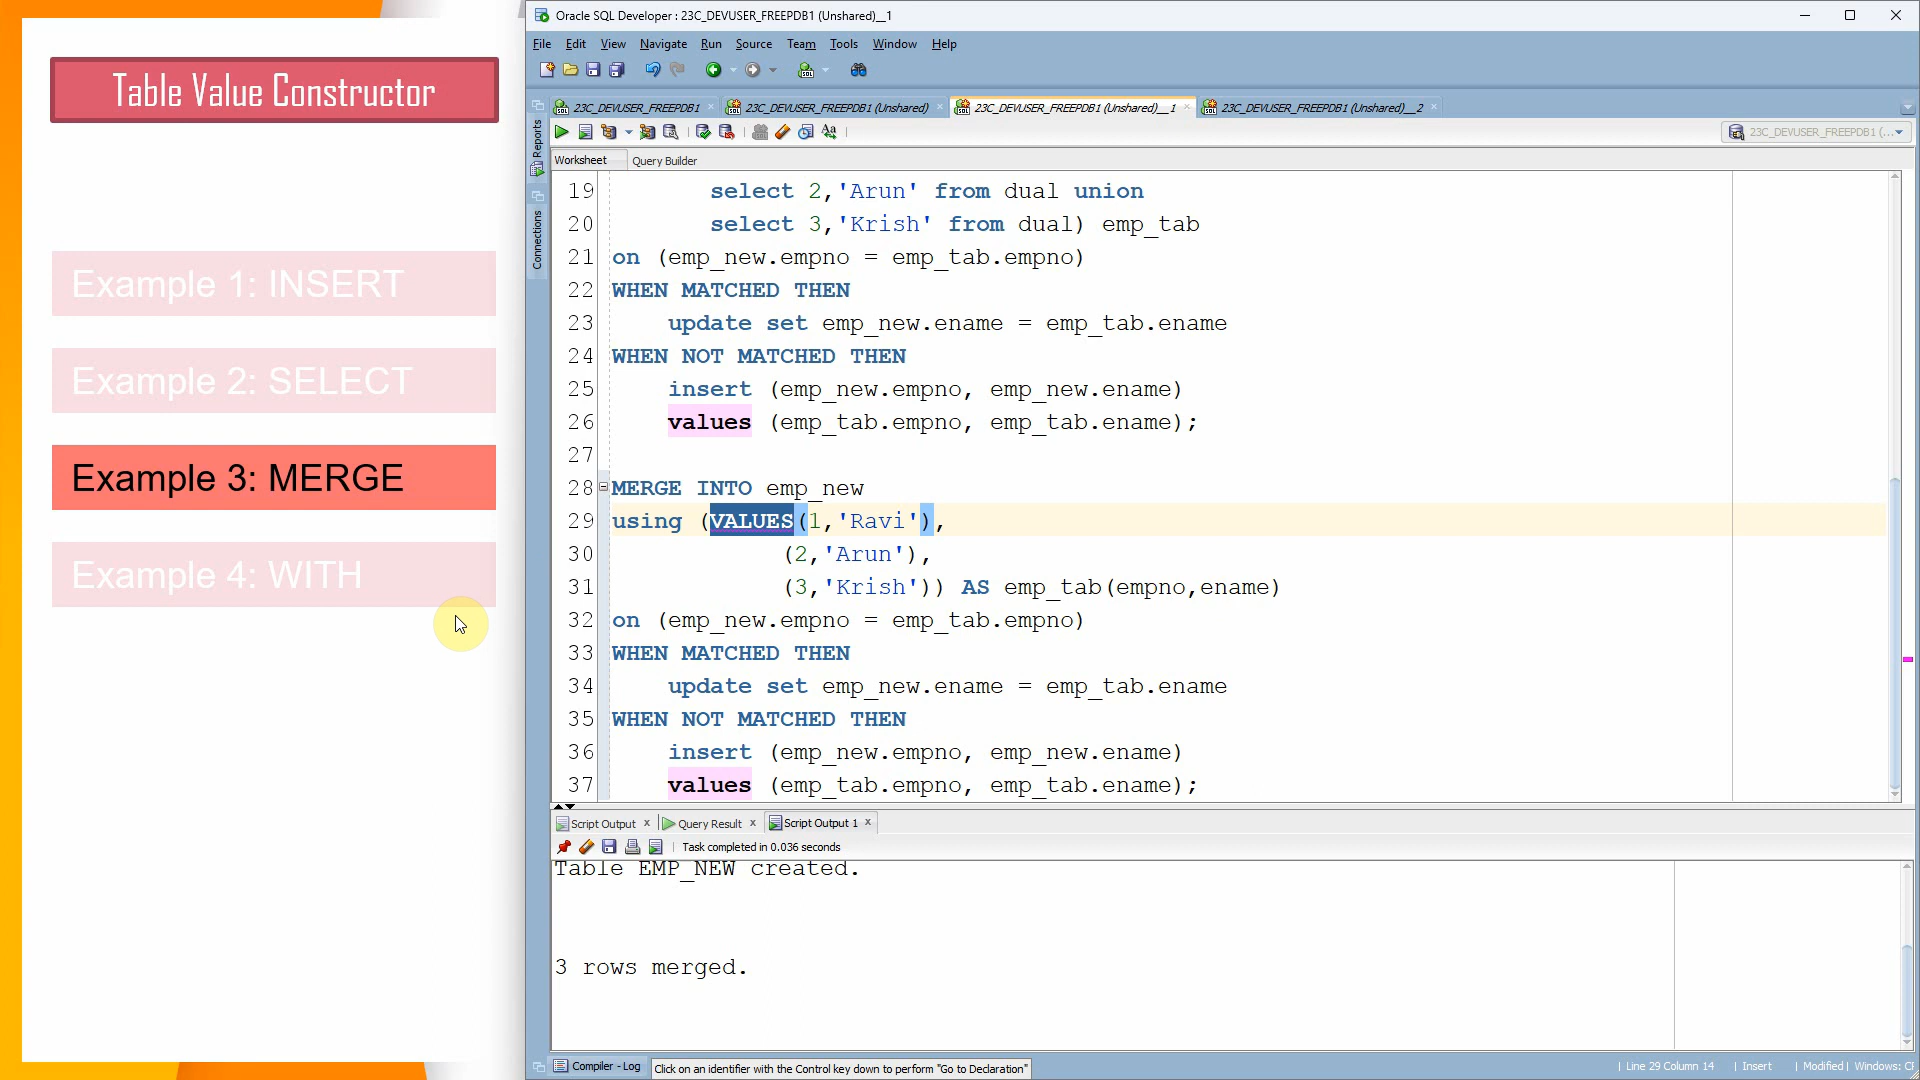 Table Value Constructor
Example 1: INSERT
Example 2: SELECT
Example 3: MERGE
Example 4: WITH
Oracle SQL Developer : 23C_DEVUSER_FREEPDB1 (Unshared)__1
File Edit View Navigate Run Source Team Tools Window Help
23C_DEVUSER_FREEPDB1 23C_DEVUSER_FREEPDB1 (Unshared) 23C_DEVUSER_FREEPDB1 (Unshared)__1 23C_DEVUSER_FREEPDB1 (Unshared)__2
23C_DEVUSER_FREEPDB1 (...
Reports
Connections
Worksheet Query Builder
19 select 2,'Arun' from dual union
20 select 3,'Krish' from dual) emp_tab
21 on (emp_new.empno = emp_tab.empno)
22 WHEN MATCHED THEN
23 update set emp_new.ename = emp_tab.ename
24 WHEN NOT MATCHED THEN
25 insert (emp_new.empno, emp_new.ename)
26 values (emp_tab.empno, emp_tab.ename);
27
28 MERGE INTO emp_new
29 using (VALUES(1,'Ravi'),
30 (2,'Arun'),
31 (3,'Krish')) AS emp_tab(empno,ename)
32 on (emp_new.empno = emp_tab.empno)
33 WHEN MATCHED THEN
34 update set emp_new.ename = emp_tab.ename
35 WHEN NOT MATCHED THEN
36 insert (emp_new.empno, emp_new.ename)
37 values (emp_tab.empno, emp_tab.ename);
Script Output x Query Result x Script Output 1 x
Task completed in 0.036 seconds
Table EMP_NEW created.
3 rows merged.
Compiler - Log Click on an identifier with the Control key down to perform "Go to Declaration" Line 29 Column 14 Insert Modified Windows: C